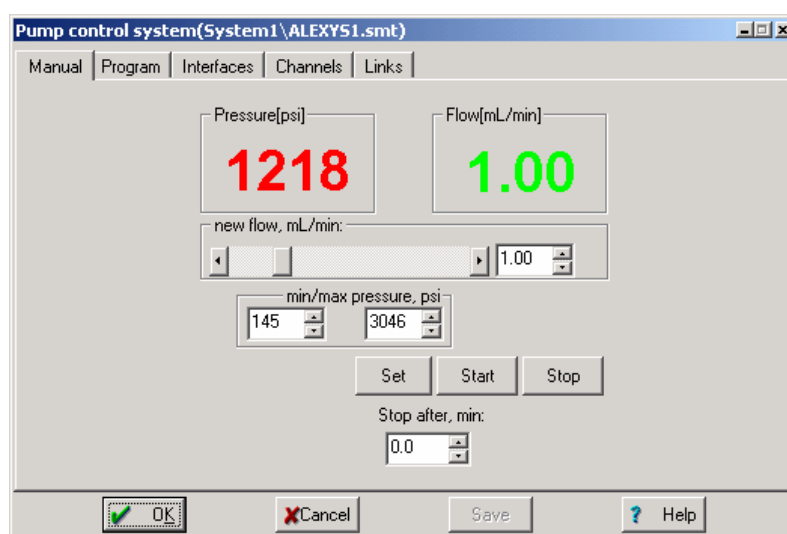 Pump control system(System1\ALEXYS1.smt)
Manual Program Interfaces Channels Links
Pressure[psi] Flow[mL/min]
1218 1.00
new flow, mL/min:
1.00
min/max pressure, psi
145 3046
Set Start Stop
Stop after, min:
0.0
OK Cancel Save ? Help